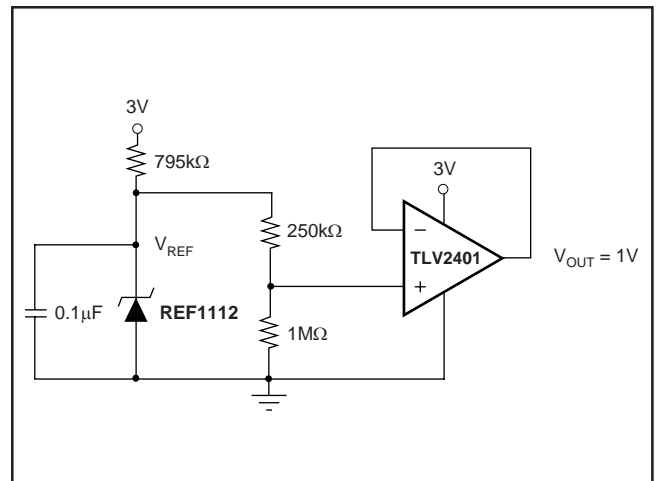 3V
795kΩ
3V
250kΩ
V_REF
−
TLV2401
V_OUT = 1V
+
0.1µF
REF1112
1MΩ